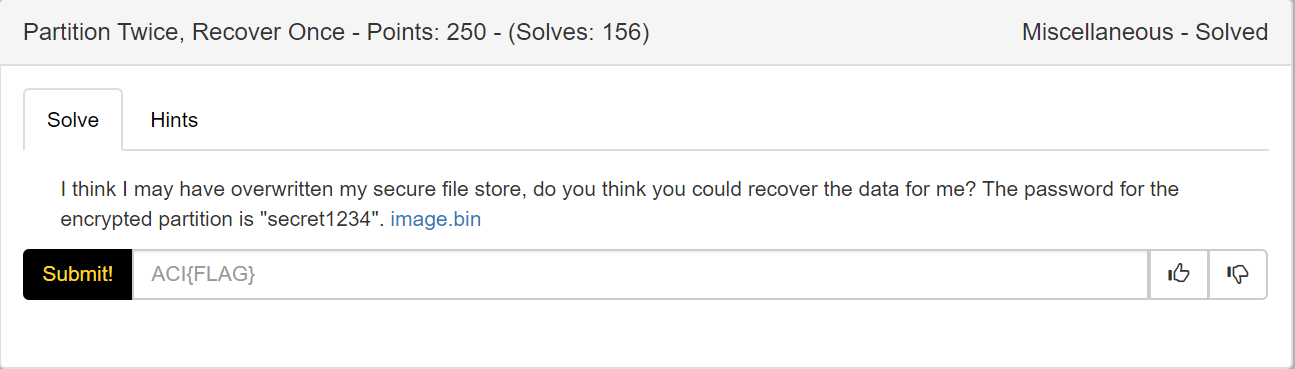 Partition Twice, Recover Once - Points: 250 - (Solves: 156)
Miscellaneous - Solved
Solve
Hints
I think I may have overwritten my secure file store, do you think you could recover the data for me? The password for the
encrypted partition is "secret1234". image.bin
Submit!
ACI{FLAG}